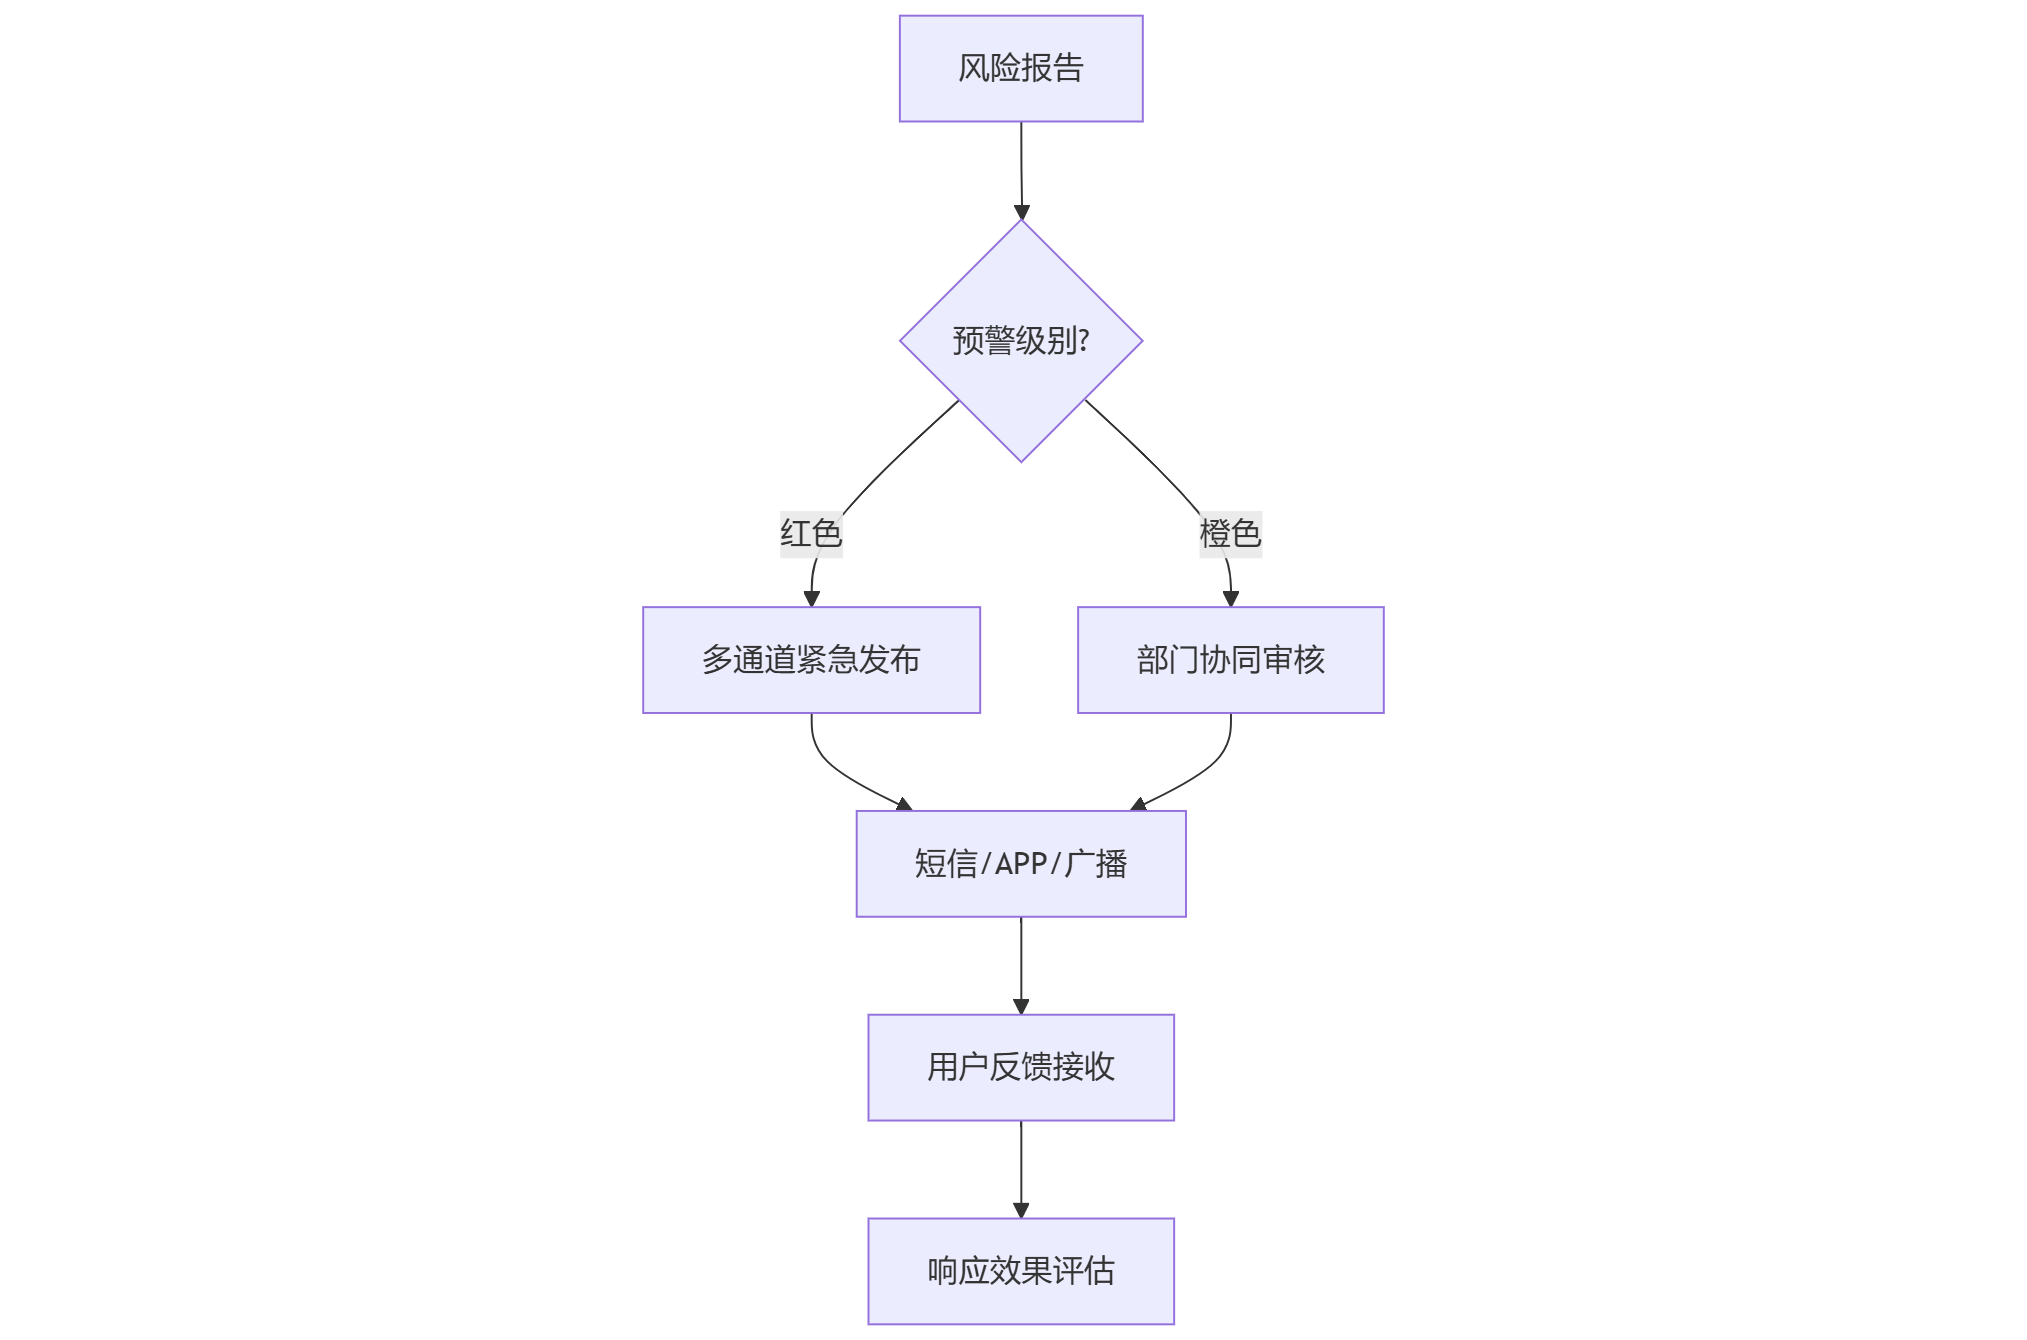 风险报告
预警级别?
红色
橙色
多通道紧急发布
部门协同审核
短信/APP/广播
用户反馈接收
响应效果评估